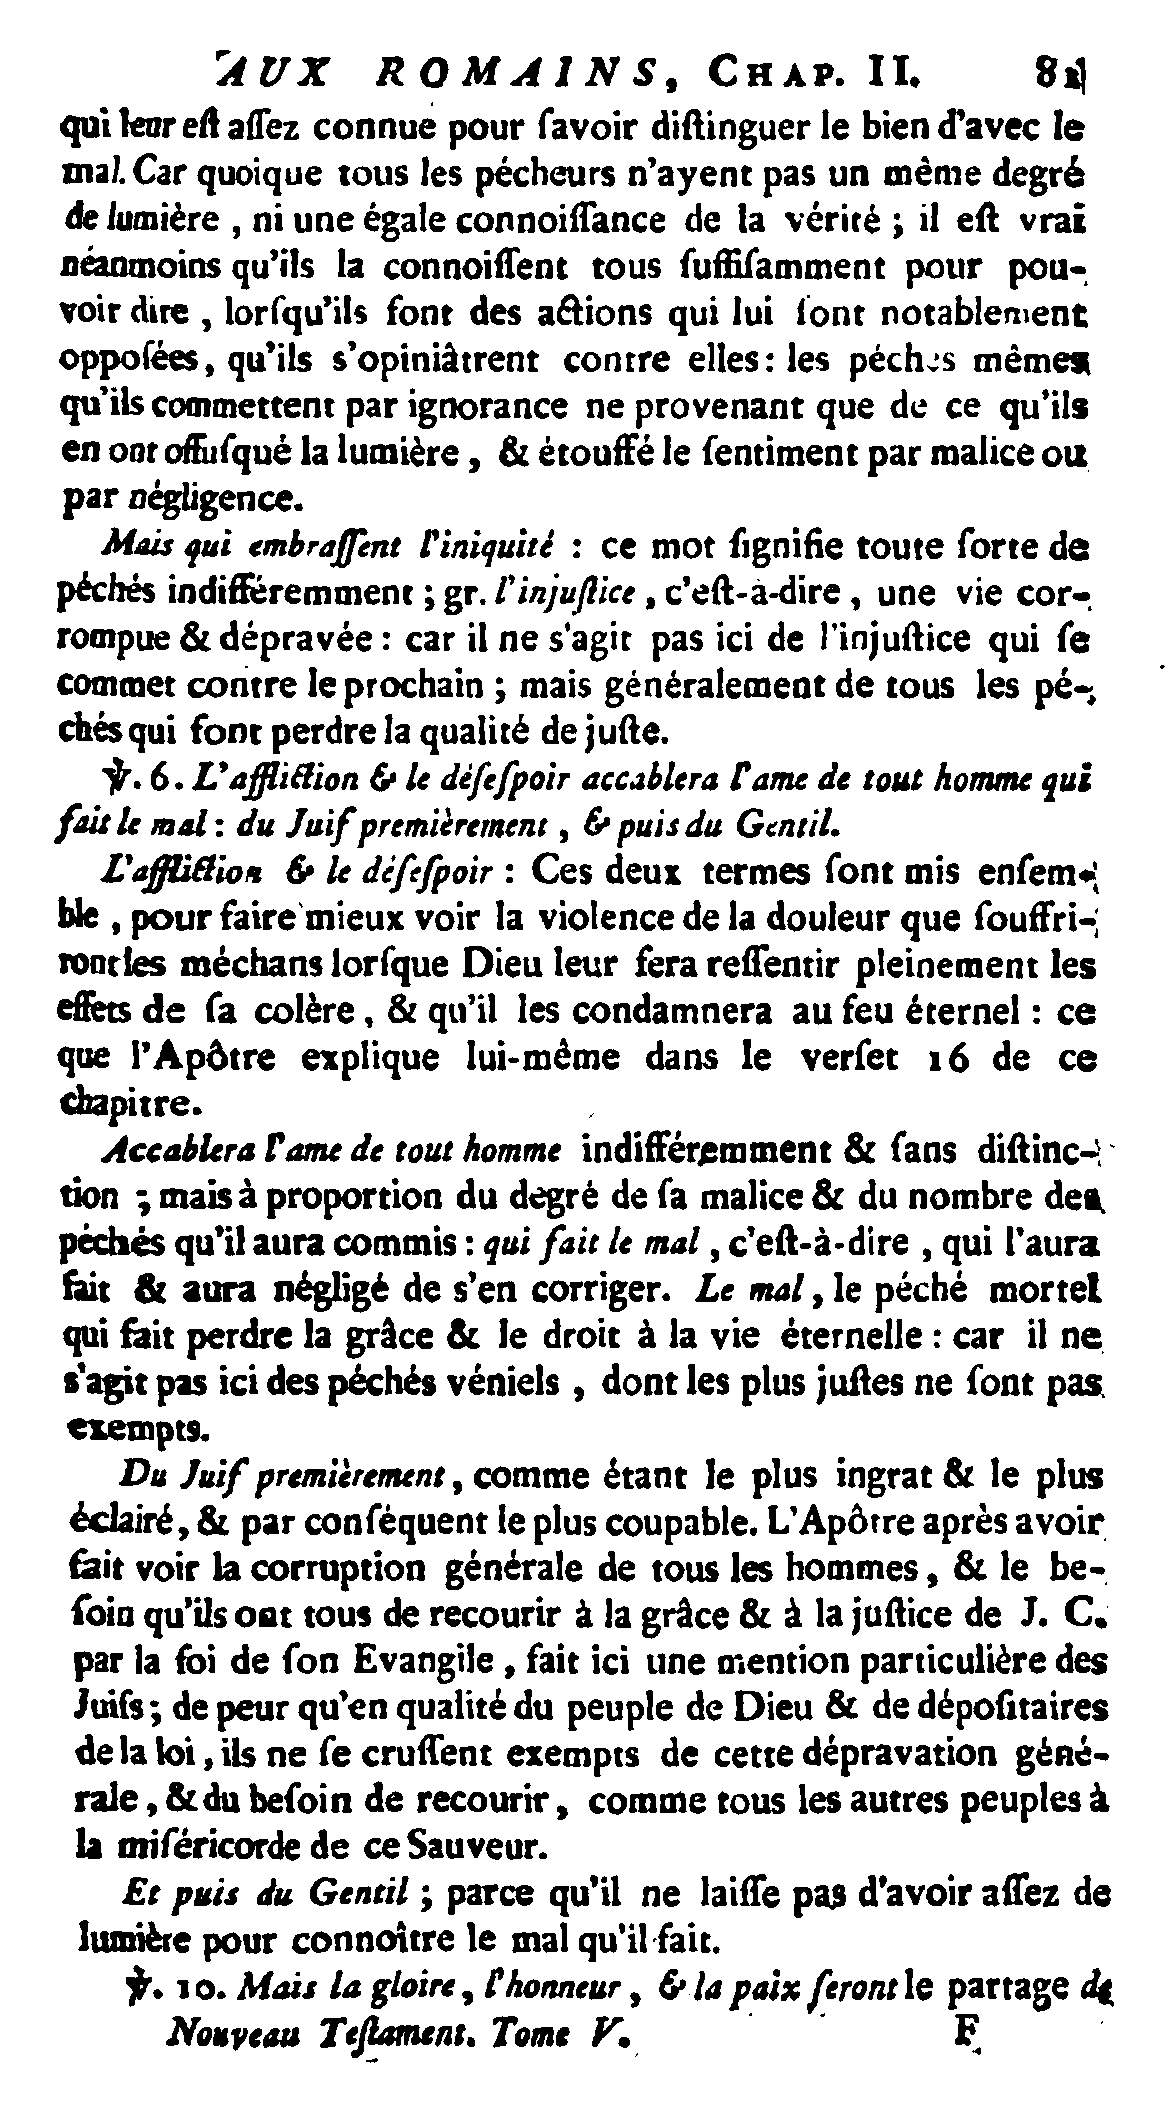 AUX ROMAINS, CHAP. II. 81
qui leur eſt aſſez connue pour ſavoir diſtinguer le bien d'avec le
mal. Car quoique tous les pécheurs n'ayent pas un même degré
de lumière, ni une égale connoiſſance de la vérité; il eſt vrai
néanmoins qu'ils la connoiſſent tous ſuffiſamment pour pou-
voir dire, lorſqu'ils font des actions qui lui ſont notablement
oppoſées, qu'ils s'opiniâtrent contre elles: les péchés mêmes
qu'ils commettent par ignorance ne provenant que de ce qu'ils
en ont offuſqué la lumière, & étouffé le ſentiment par malice ou
par négligence.
Mais qui embraſſent l'iniquité : ce mot ſignifie toute ſorte de
péchés indifféremment; gr. l'injuſtice, c'eſt-à-dire, une vie cor-
rompue & dépravée: car il ne s'agit pas ici de l'injuſtice qui ſe
commet contre le prochain; mais généralement de tous les pé-
chés qui font perdre la qualité de juſte.
℣. 6. L'affliction & le déſeſpoir accablera l'ame de tout homme qui
fait le mal: du Juif premièrement, & puis du Gentil.
L'affliction & le déſeſpoir : Ces deux termes ſont mis enſem-
ble, pour faire mieux voir la violence de la douleur que ſouffri-
ront les méchans lorſque Dieu leur fera reſſentir pleinement les
effets de ſa colère, & qu'il les condamnera au feu éternel : ce
que l'Apôtre explique lui-même dans le verſet 16 de ce
chapitre.
Accablera l'ame de tout homme indifféremment & ſans diſtinc-
tion ; mais à proportion du degré de ſa malice & du nombre des
péchés qu'il aura commis: qui fait le mal, c'eſt-à-dire, qui l'aura
fait & aura négligé de s'en corriger. Le mal, le péché mortel
qui fait perdre la grâce & le droit à la vie éternelle : car il ne
s'agit pas ici des péchés véniels, dont les plus juſtes ne ſont pas
exempts.
Du Juif premièrement, comme étant le plus ingrat & le plus
éclairé, & par conſéquent le plus coupable. L'Apôtre après avoir
fait voir la corruption générale de tous les hommes, & le be-
ſoin qu'ils ont tous de recourir à la grâce & à la juſtice de J. C.
par la foi de ſon Evangile, fait ici une mention particulière des
Juifs; de peur qu'en qualité du peuple de Dieu & de dépoſitaires
de la loi, ils ne ſe cruſſent exempts de cette dépravation géné-
rale, & du beſoin de recourir, comme tous les autres peuples à
la miſéricorde de ce Sauveur.
Et puis du Gentil; parce qu'il ne laiſſe pas d'avoir aſſez de
lumière pour connoître le mal qu'il fait.
℣. 10. Mais la gloire, l'honneur, & la paix ſeront le partage de
Nouveau Teſtament. Tome V. F